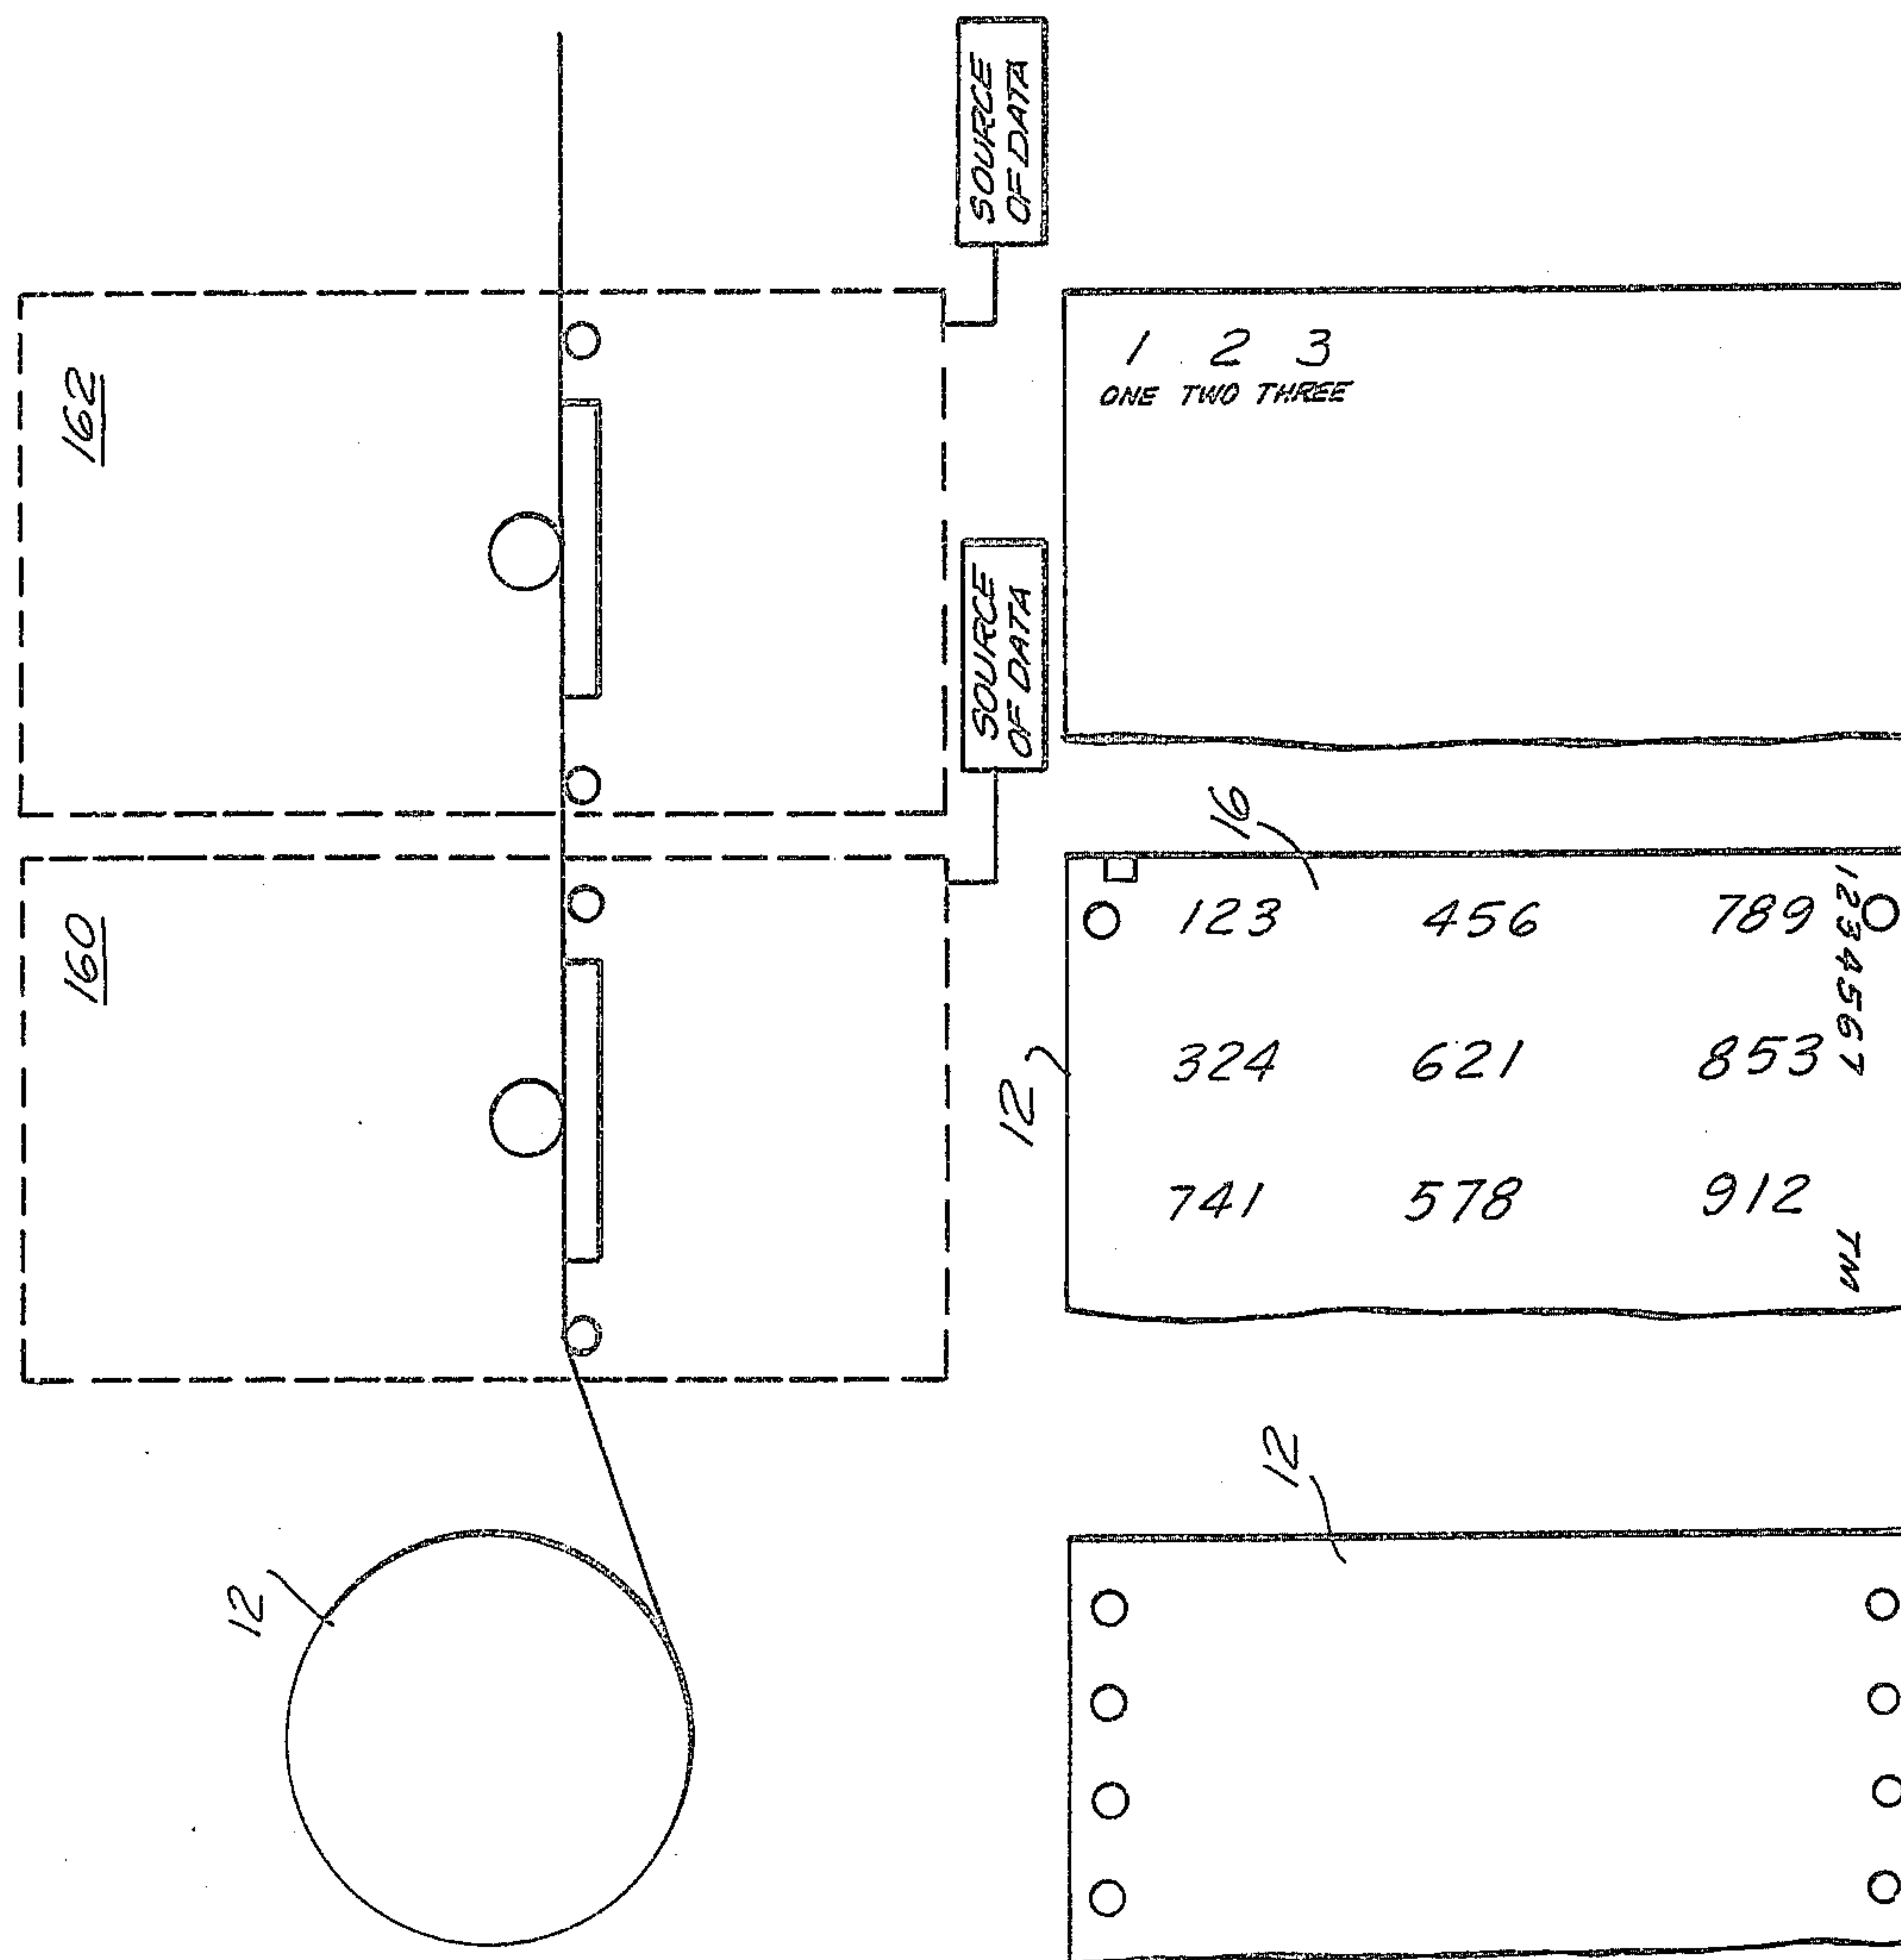 162
SOURCE
OF DATA
1 2 3
ONE TWO THREE
160
SOURCE
OF DATA
16
12
123 456 789
324 621 853
741 578 912
1234567
TM
12
12